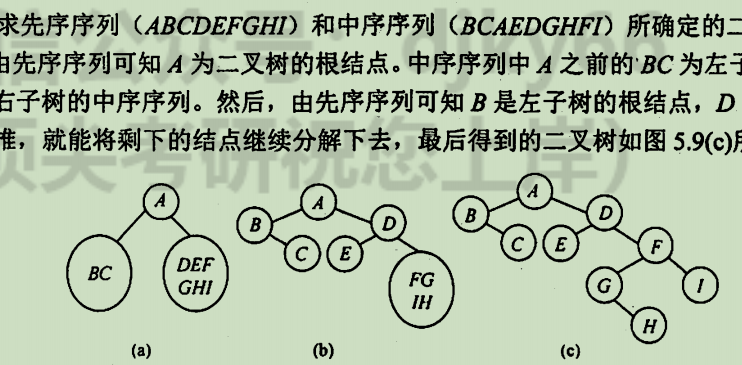 求先序序列（ABCDEFGHI）和中序序列（BCAEDGHFI）所确定的二
由先序序列可知 A 为二叉树的根结点。中序序列中 A 之前的 BC 为左子
右子树的中序序列。然后，由先序序列可知 B 是左子树的根结点，D
推，就能将剩下的结点继续分解下去，最后得到的二叉树如图 5.9(c)所
A
BC
DEF
GHI
(a)
A
B
D
C
E
FG
IH
(b)
A
B
D
C
E
F
G
I
H
(c)